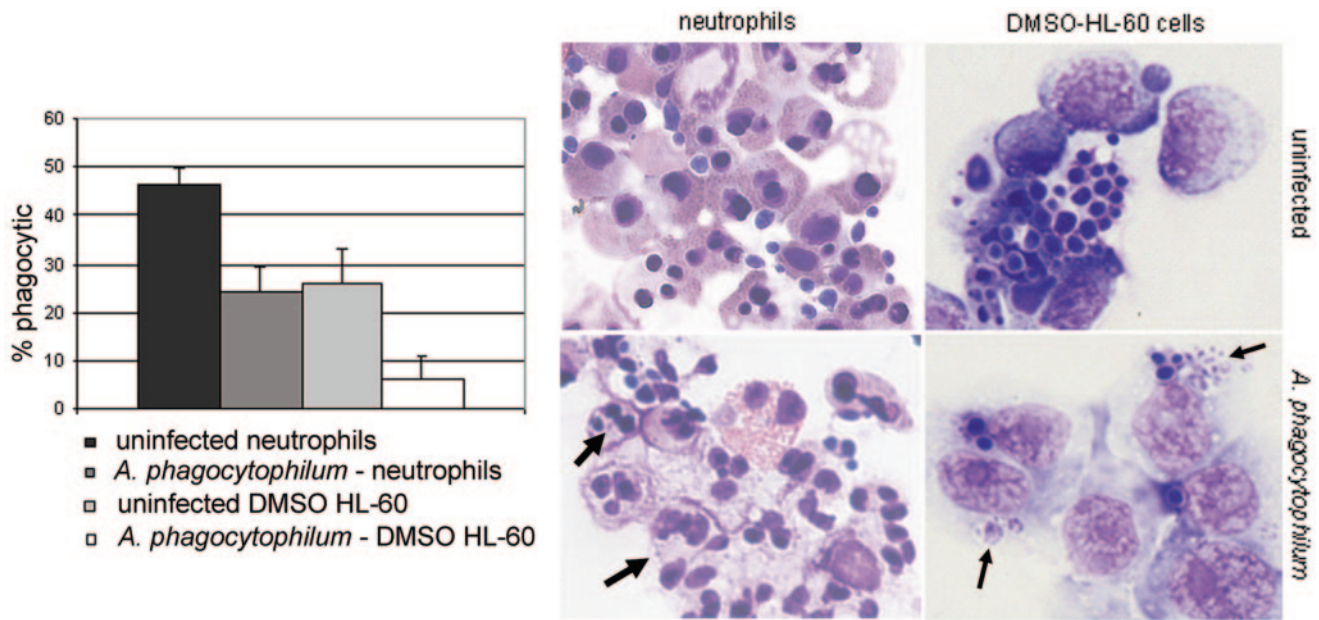 neutrophils
DMSO-HL-60 cells
uninfected
A. phagocytophilum
% phagocytic
60
50
40
30
20
10
0
uninfected neutrophils
A. phagocytophilum - neutrophils
uninfected DMSO HL-60
A. phagocytophilum - DMSO HL-60